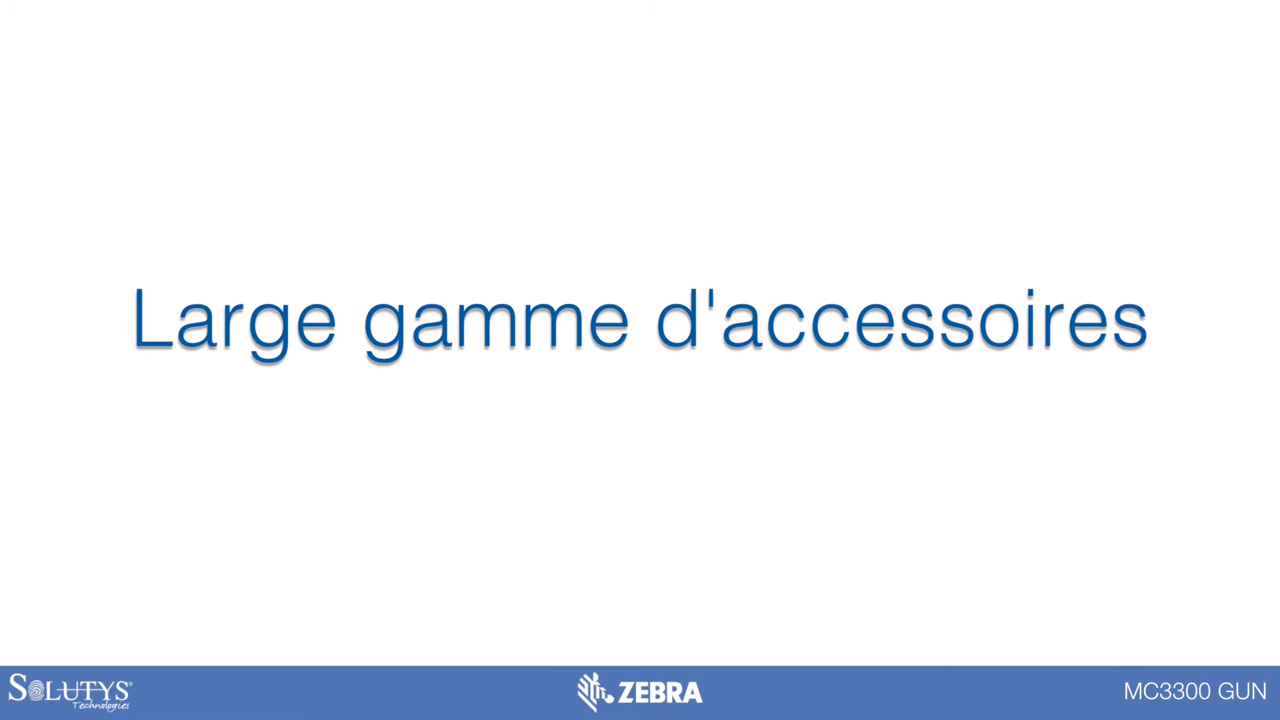 Large gamme d'accessoires
SOLUTYS®
Technologies
ZEBRA
MC3300 GUN